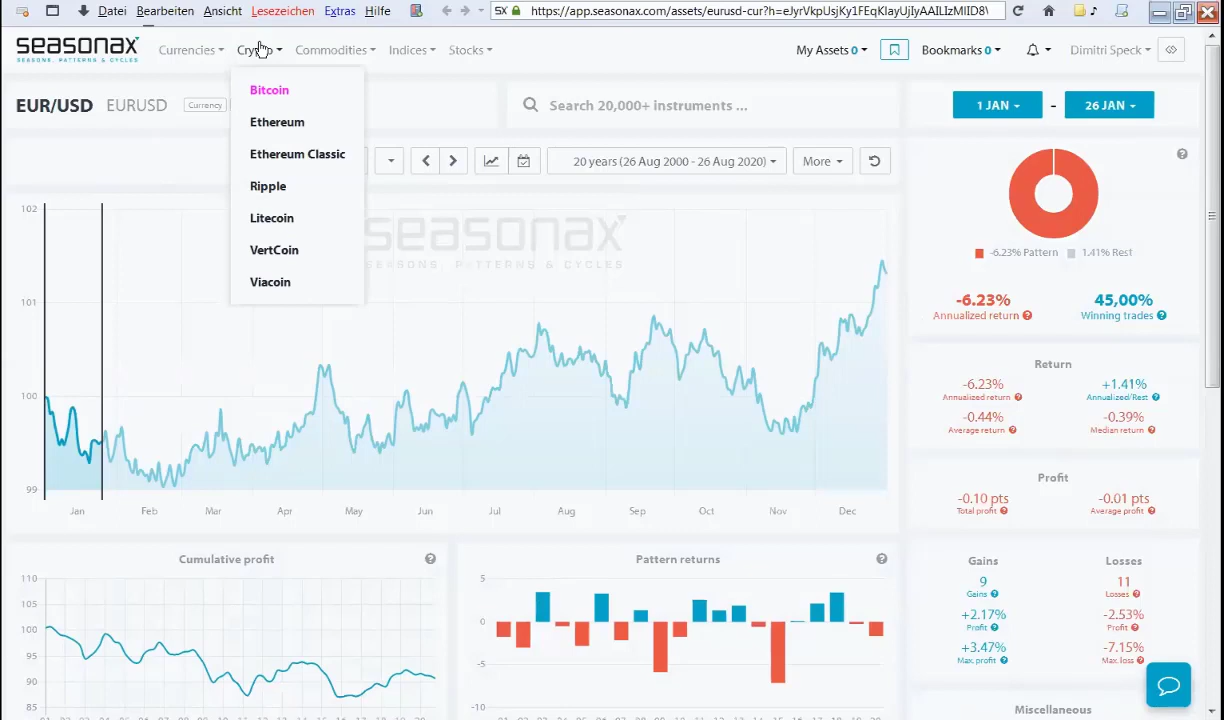 Datei Bearbeiten Ansicht Lesezeichen Extras Hilfe
https://app.seasonax.com/assets/eurusd-cur?h=eJyrVkpUsjKy1FEqKIayUjIyAAILIzMlID8V
seasonax
SEASONS, PATTERNS & CYCLES
Currencies Commodities Indices Stocks
My Assets 0 Bookmarks 0 Dimitri Speck
Bitcoin
Ethereum
Ethereum Classic
Ripple
Litecoin
VertCoin
Viacoin
EUR/USD EURUSD Currency
Search 20,000+ instruments ...
1 JAN - 26 JAN
20 years (26 Aug 2000 - 26 Aug 2020) More
102
101
100
99
seasonax
SEASONS, PATTERNS & CYCLES
Jan Feb Mar Apr May Jun Jul Aug Sep Oct Nov Dec
-6.23% Pattern 1.41% Rest
-6.23% 45,00%
Annualized return Winning trades
Return
-6.23% +1.41%
Annualized return Annualized/Rest
-0.44% -0.39%
Average return Median return
Profit
-0.10 pts -0.01 pts
Total profit Average profit
Gains Losses
9 11
Gains Losses
+2.17% -2.53%
Profit Profit
+3.47% -7.15%
Max. profit Max. loss
Miscellaneous
Cumulative profit
110
105
100
95
90
85
Pattern returns
5
0
-5
-10